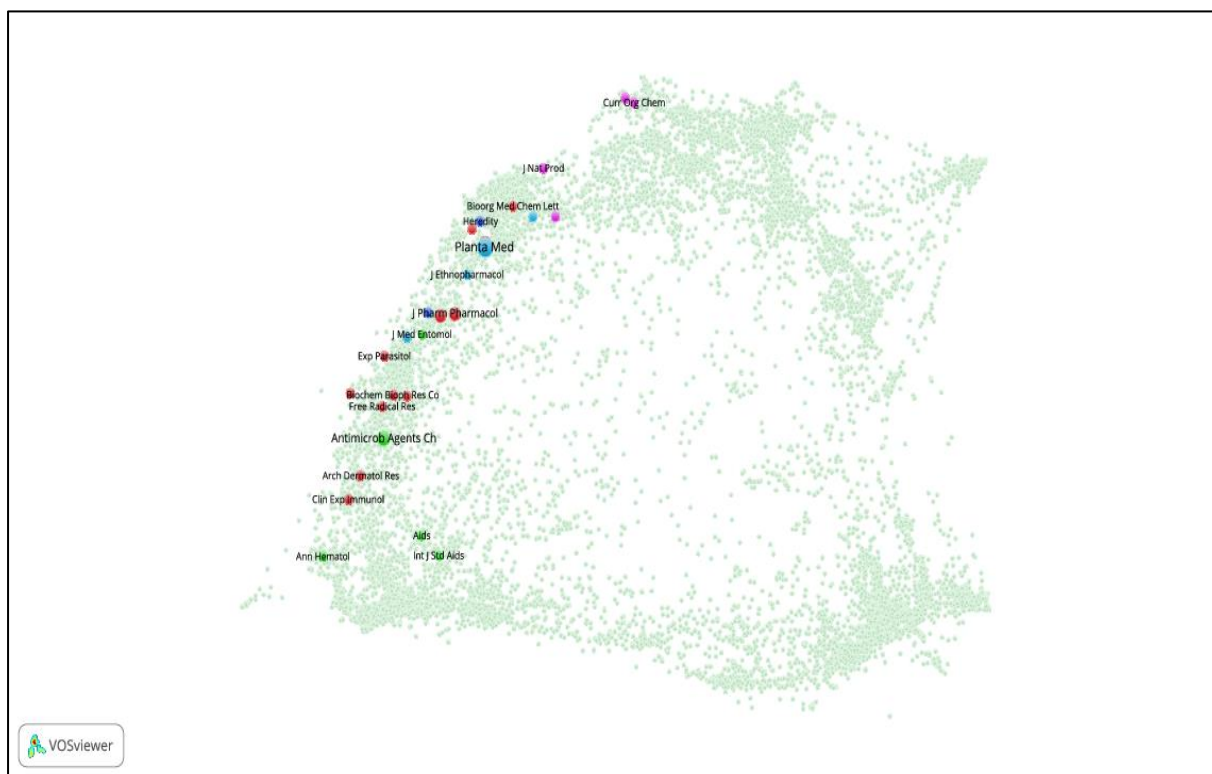 Curr Org Chem
J Nat Prod
Bioorg Med Chem Lett
Heredity
Planta Med
J Ethnopharmacol
J Pharm Pharmacol
J Med Entomol
Exp Parasitol
Biochem Bioph Res Co
Free Radical Res
Antimicrob Agents Ch
Arch Dermatol Res
Clin Exp Immunol
Aids
Ann Hematol
Int J Std Aids
VOSviewer